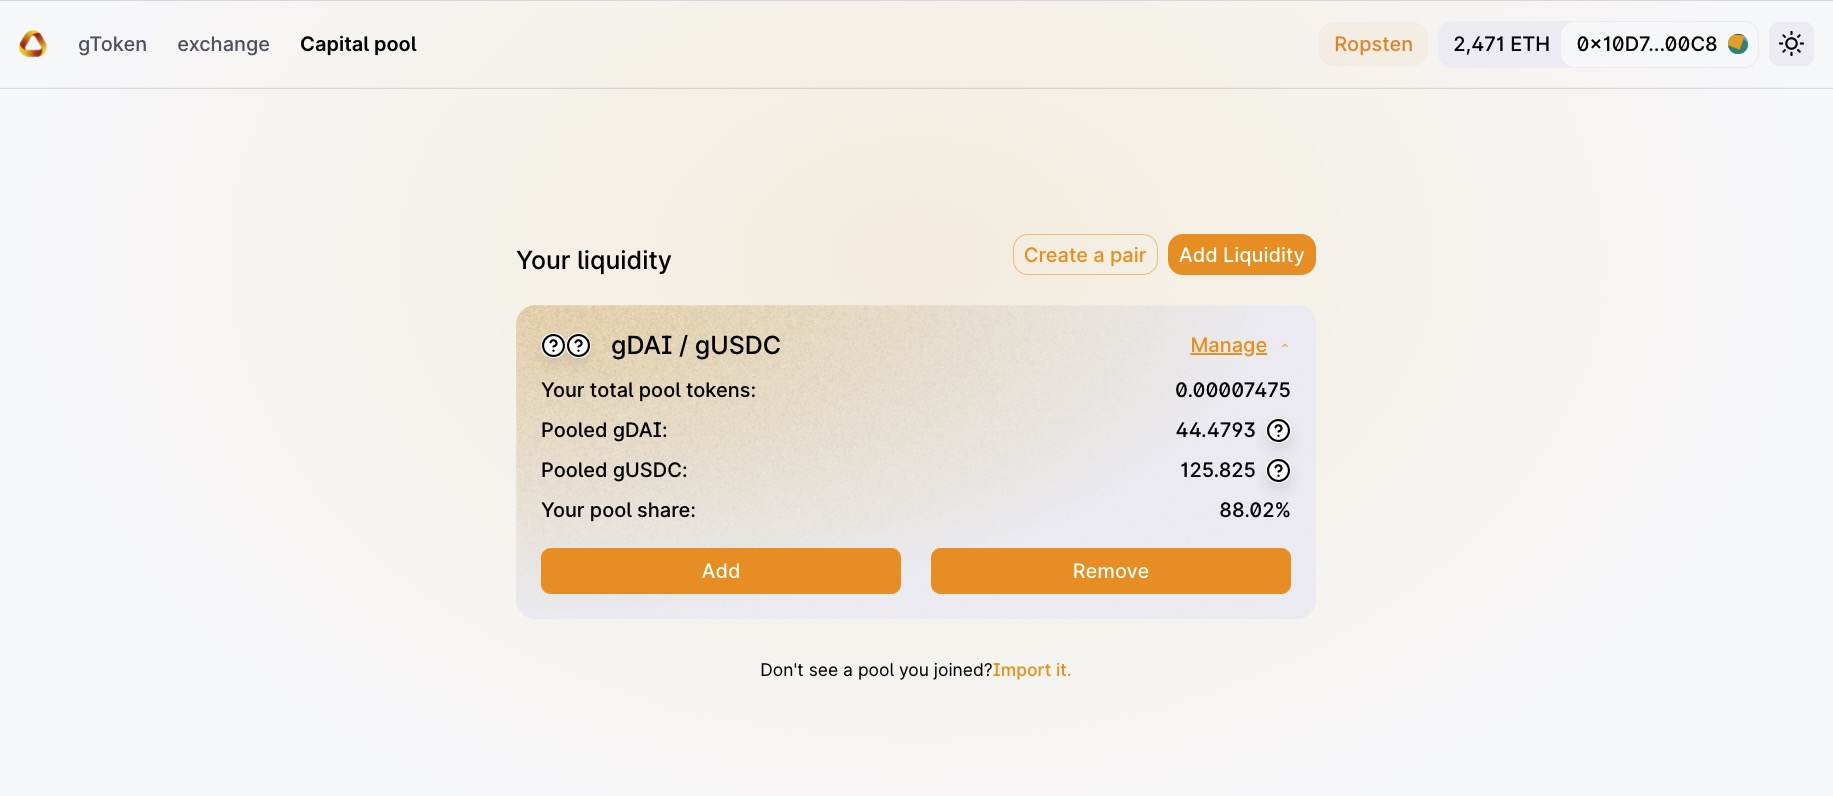 gToken exchange Capital pool Ropsten 2,471 ETH 0x10D7...00C8
Your liquidity Create a pair Add Liquidity
gDAI / gUSDC Manage
Your total pool tokens: 0.00007475
Pooled gDAI: 44.4793
Pooled gUSDC: 125.825
Your pool share: 88.02%
Add Remove
Don't see a pool you joined?Import it.